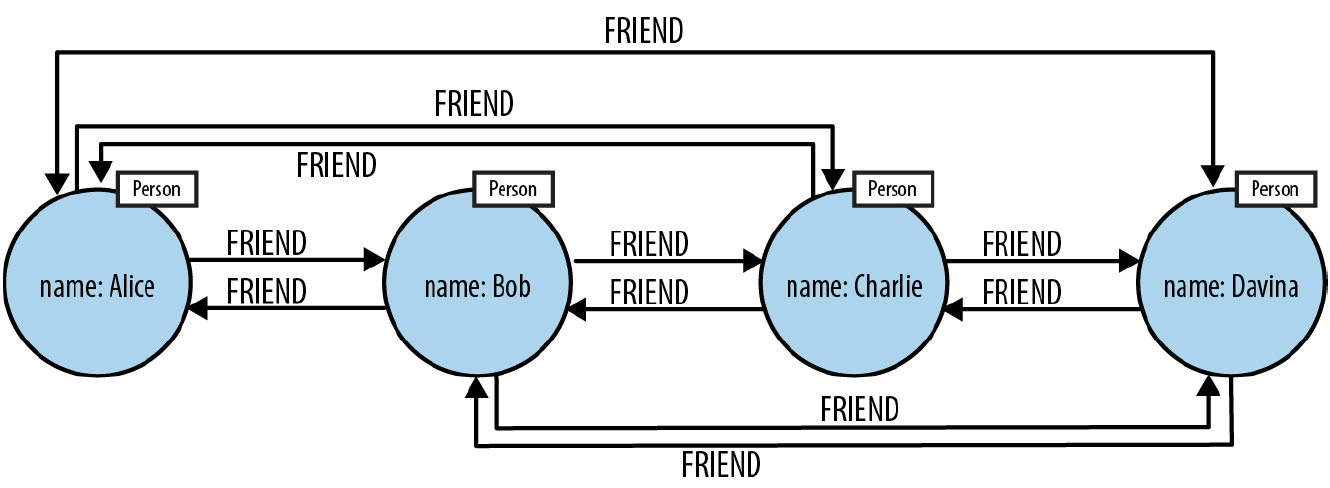 FRIEND
FRIEND
FRIEND
Person
Person
Person
Person
FRIEND
FRIEND
FRIEND
name: Alice
name: Bob
name: Charlie
name: Davina
FRIEND
FRIEND
FRIEND
FRIEND
FRIEND